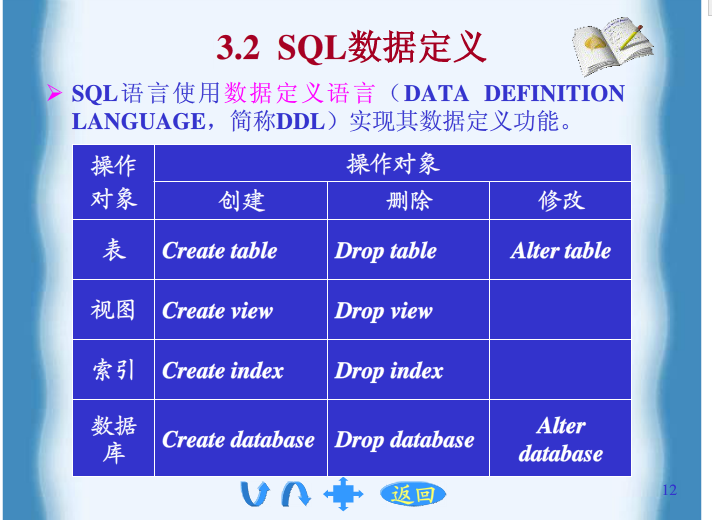 3.2 SQL数据定义
SQL语言使用数据定义语言（DATA DEFINITION
LANGUAGE，简称DDL）实现其数据定义功能。
操作
对象
操作对象
创建 删除 修改
表 Create table Drop table Alter table
视图 Create view Drop view
索引 Create index Drop index
数据
库
Create database Drop database
Alter
database
返回
12